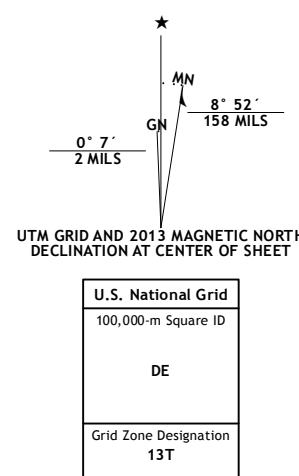 ★
MN
GN
8° 52´
158 MILS
0° 7´
2 MILS
UTM GRID AND 2013 MAGNETIC NORTH
DECLINATION AT CENTER OF SHEET
U.S. National Grid
100,000-m Square ID
DE
Grid Zone Designation
13T